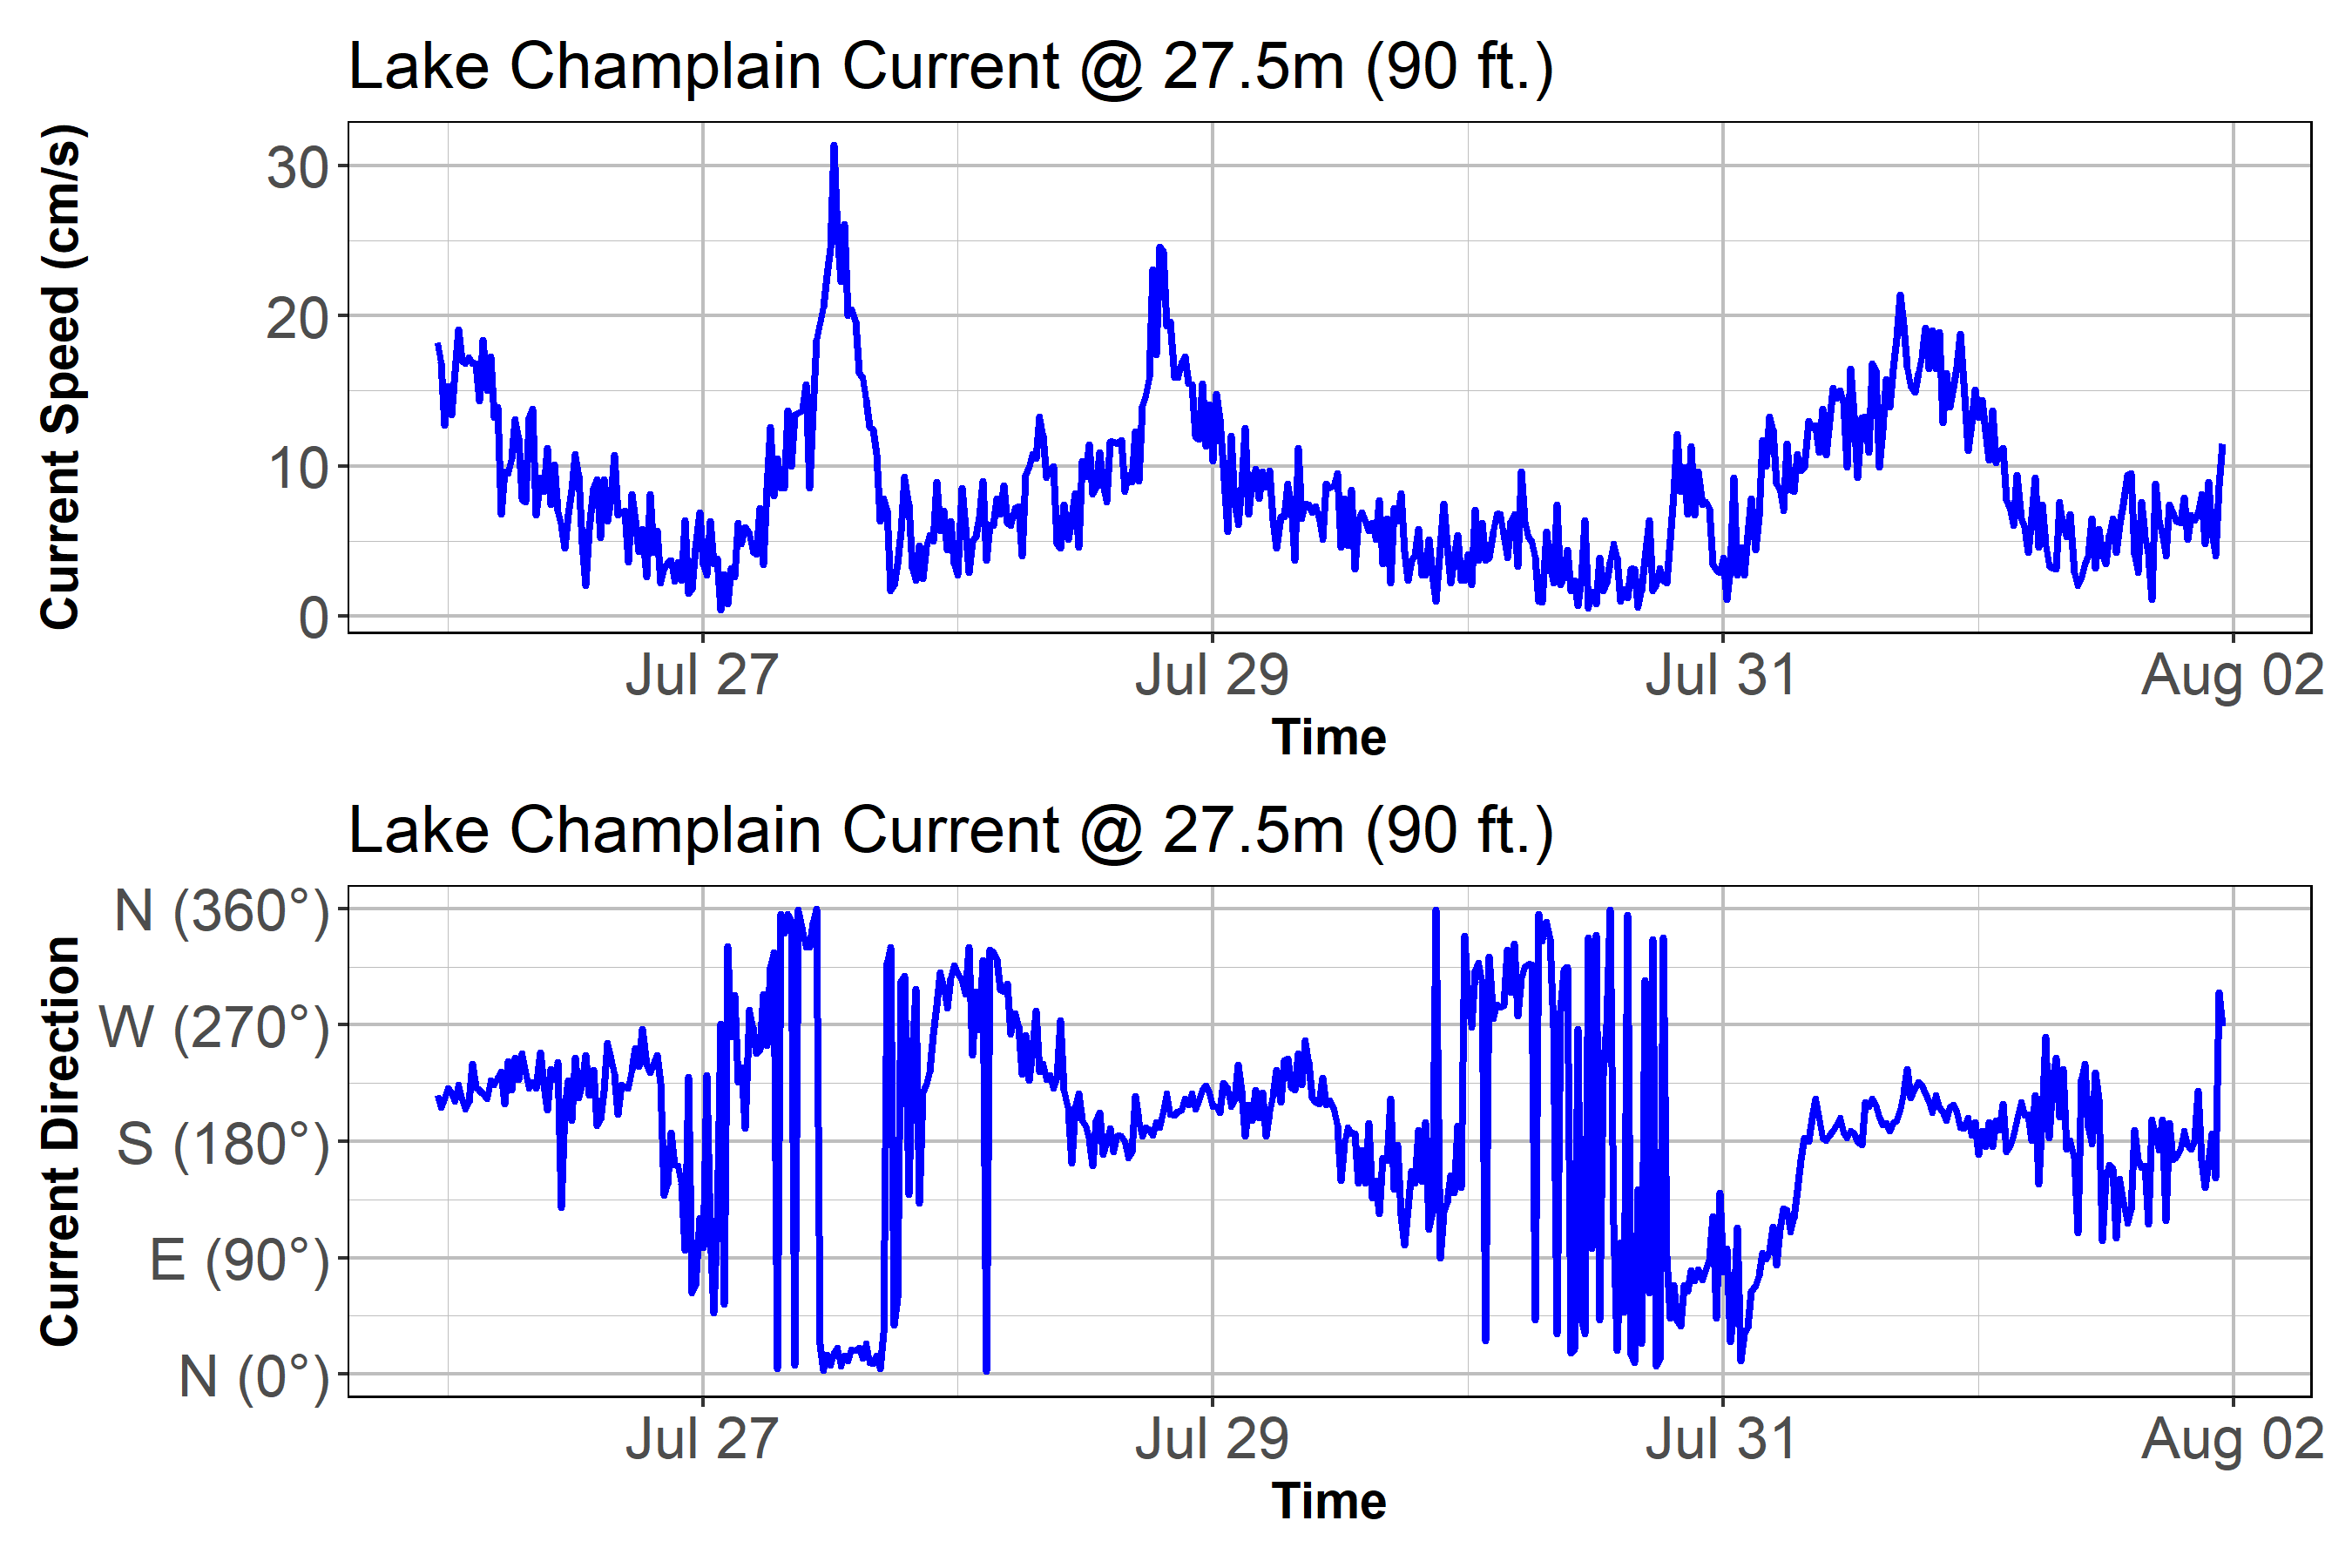 Lake Champlain Current @ 27.5m (90 ft.)
Current Speed (cm/s)
30
20
10
0
Jul 27 Jul 29 Jul 31 Aug 02
Time
Lake Champlain Current @ 27.5m (90 ft.)
Current Direction
N (360°)
W (270°)
S (180°)
E (90°)
N (0°)
Jul 27 Jul 29 Jul 31 Aug 02
Time